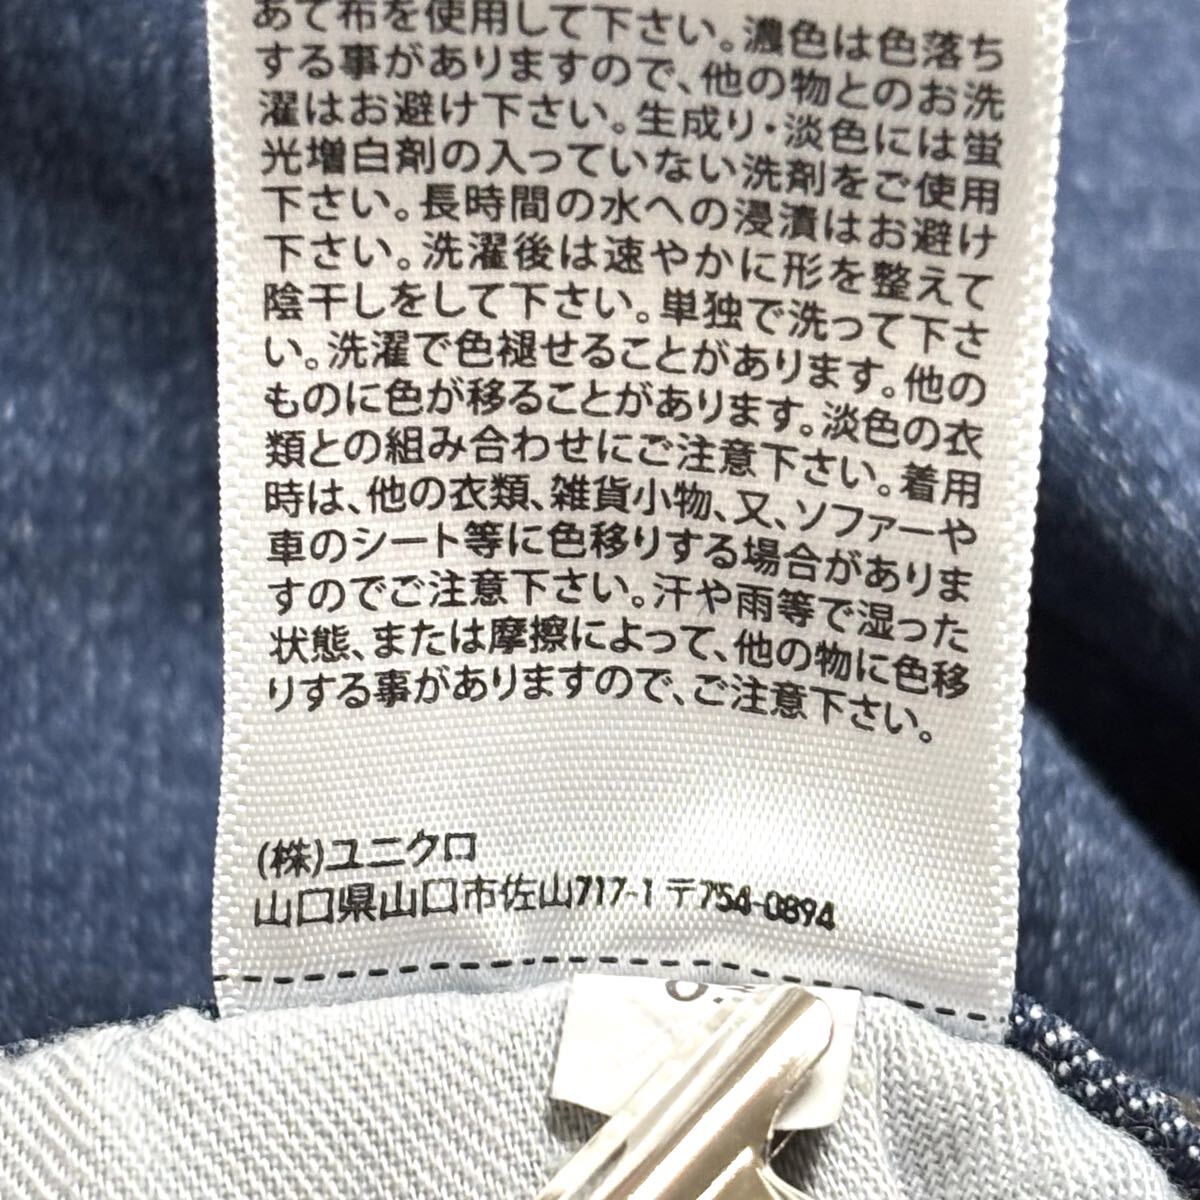 あて布を使用して下さい。濃色は色落ち
する事がありますので、他の物とのお洗
濯はお避け下さい。生成り・淡色には蛍
光増白剤の入っていない洗剤をご使用
下さい。長時間の水への浸漬はお避け
下さい。洗濯後は速やかに形を整えて
陰干しをして下さい。単独で洗って下さ
い。洗濯で色褪せることがあります。他の
ものに色が移ることがあります。淡色の衣
類との組み合わせにご注意下さい。着用
時は、他の衣類、雑貨小物、又、ソファーや
車のシート等に色移りする場合がありま
すのでご注意下さい。汗や雨等で湿った
状態、または摩擦によって、他の物に色移
りする事がありますので、ご注意下さい。
(株)ユニクロ
山口県山口市佐山717-1 〒754-0894